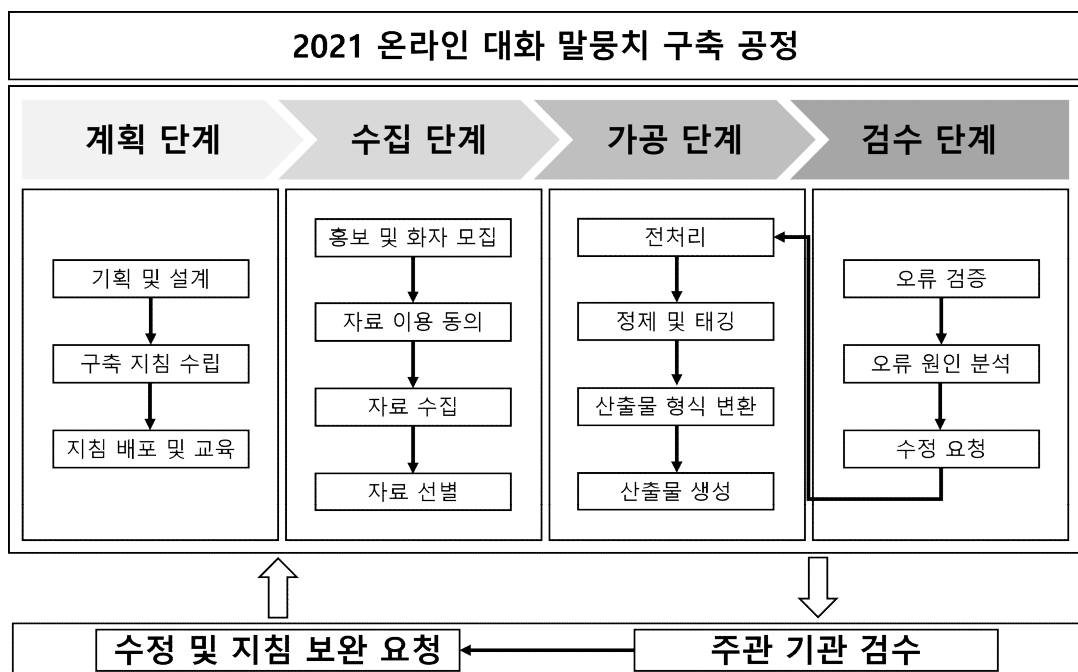 2021 온라인 대화 말뭉치 구축 공정
계획 단계
수집 단계
가공 단계
검수 단계
기획 및 설계
구축 지침 수립
지침 배포 및 교육
홍보 및 화자 모집
자료 이용 동의
자료 수집
자료 선별
전처리
정제 및 태깅
산출물 형식 변환
산출물 생성
오류 검증
오류 원인 분석
수정 요청
수정 및 지침 보완 요청
주관 기관 검수